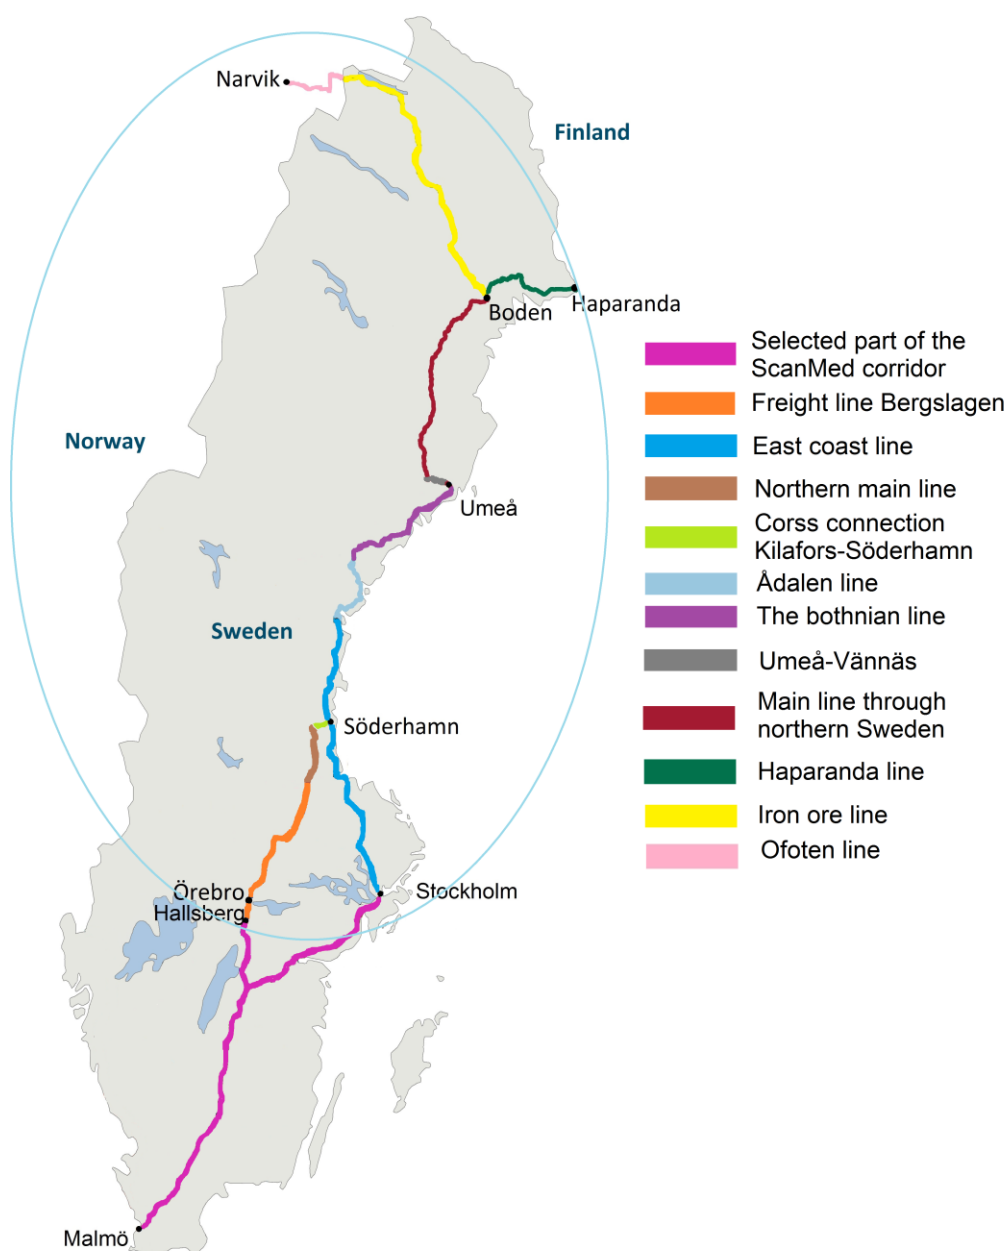 Narvik
Finland
Haparanda
Boden
Norway
Umeå
Sweden
Söderhamn
Örebro
Hallsberg
Stockholm
Malmö
Selected part of the
ScanMed corridor
Freight line Bergslagen
East coast line
Northern main line
Corss connection
Kilafors-Söderhamn
Ådalen line
The bothnian line
Umeå-Vännäs
Main line through
northern Sweden
Haparanda line
Iron ore line
Ofoten line